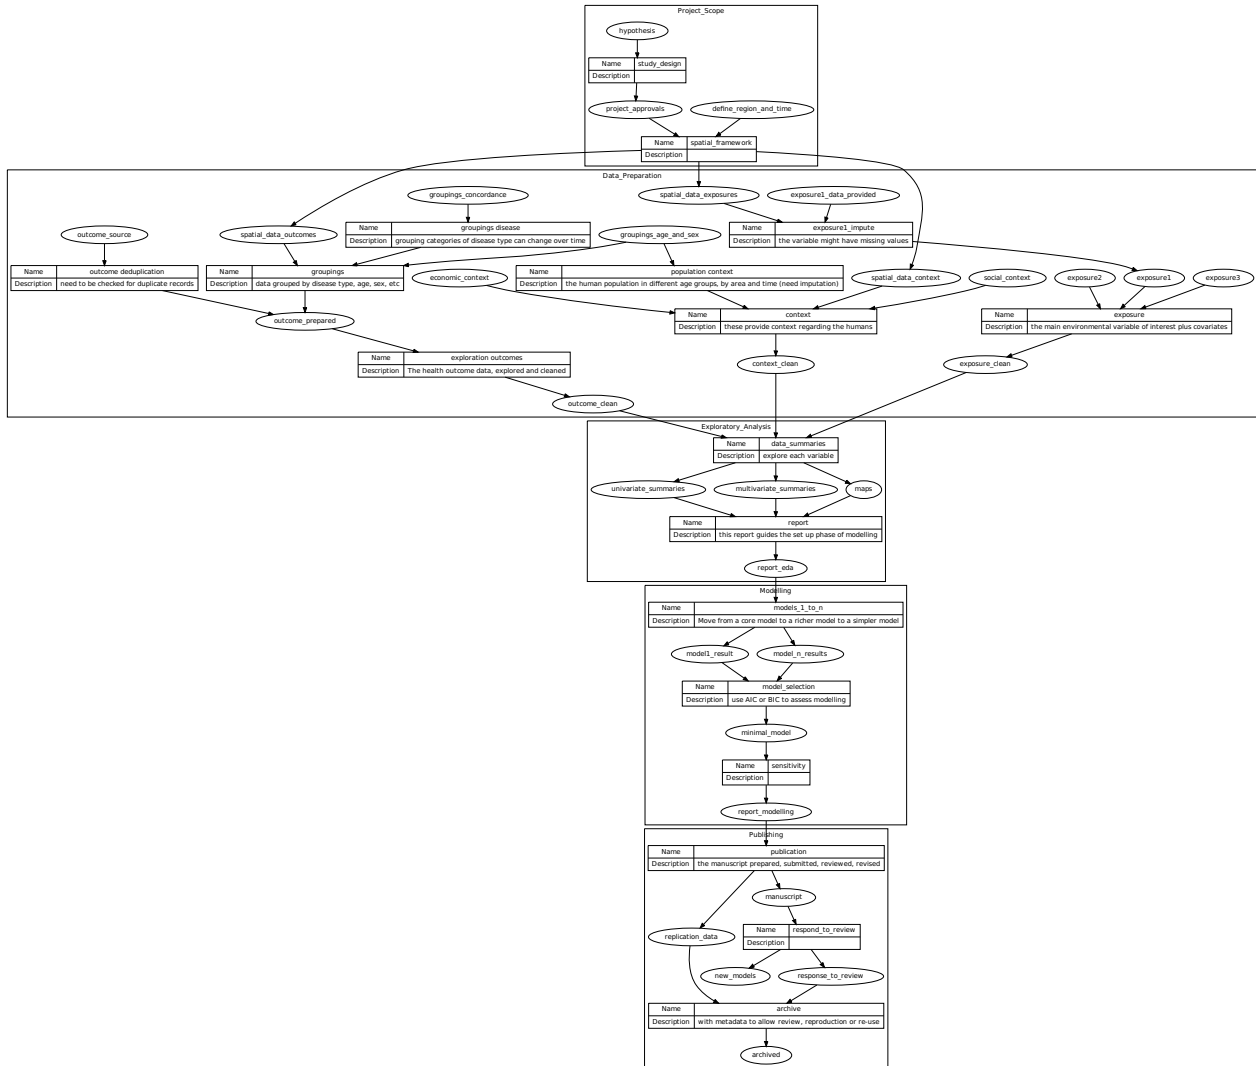 Project_Scope
hypothesis
Name study_design
Description
project_approvals
define_region_and_time
Name spatial_framework
Description
Data_Preparation
groupings_concordance
spatial_data_exposures
exposure1_data_provided
outcome_source
spatial_data_outcomes
Name groupings disease
Description grouping categories of disease type can change over time
groupings_age_and_sex
Name exposure1_impute
Description the variable might have missing values
Name outcome deduplication
Description need to be checked for duplicate records
Name groupings
Description data grouped by disease type, age, sex, etc
economic_context
Name population context
Description the human population in different age groups, by area and time (need imputation)
spatial_data_context
social_context
exposure2
exposure1
exposure3
outcome_prepared
Name context
Description these provide context regarding the humans
Name exposure
Description the main environmental variable of interest plus covariates
Name exploration outcomes
Description The health outcome data, explored and cleaned
context_clean
exposure_clean
outcome_clean
Exploratory_Analysis
Name data_summaries
Description explore each variable
univariate_summaries
multivariate_summaries
maps
Name report
Description this report guides the set up phase of modelling
report_eda
Modelling
Name models_1_to_n
Description Move from a core model to a richer model to a simpler model
model1_result
model_n_results
Name model_selection
Description use AIC or BIC to assess modelling
minimal_model
Name sensitivity
Description
report_modelling
Publishing
Name publication
Description the manuscript prepared, submitted, reviewed, revised
manuscript
replication_data
Name respond_to_review
Description
new_models
response_to_review
Name archive
Description with metadata to allow review, reproduction or re-use
archived